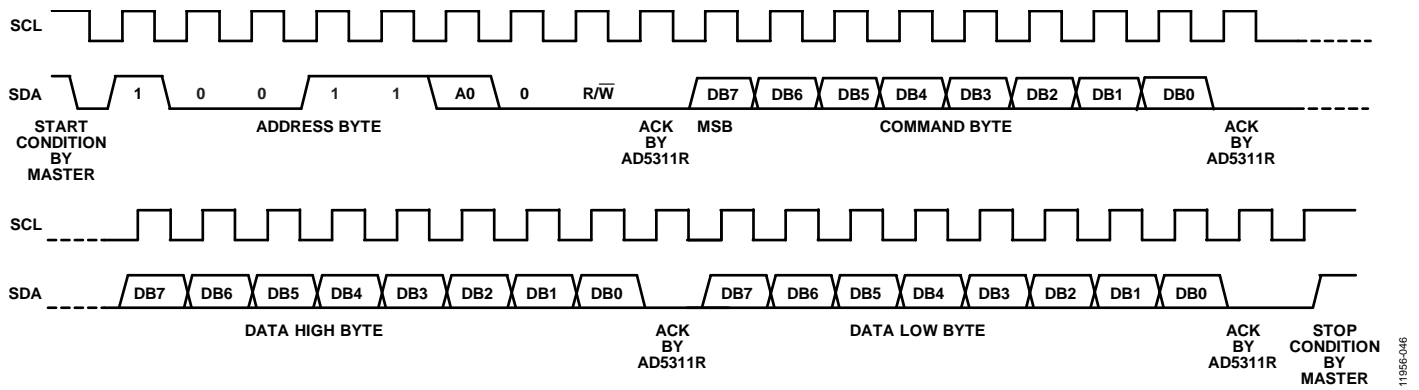 SCL
SDA 1 0 0 1 1 A0 0 R/W̅ DB7 DB6 DB5 DB4 DB3 DB2 DB1 DB0
START CONDITION BY MASTER
ADDRESS BYTE
ACK BY AD5311R
MSB
COMMAND BYTE
ACK BY AD5311R
SCL
SDA DB7 DB6 DB5 DB4 DB3 DB2 DB1 DB0 DB7 DB6 DB5 DB4 DB3 DB2 DB1 DB0
DATA HIGH BYTE
ACK BY AD5311R
DATA LOW BYTE
ACK BY AD5311R
STOP CONDITION BY MASTER
11956-046